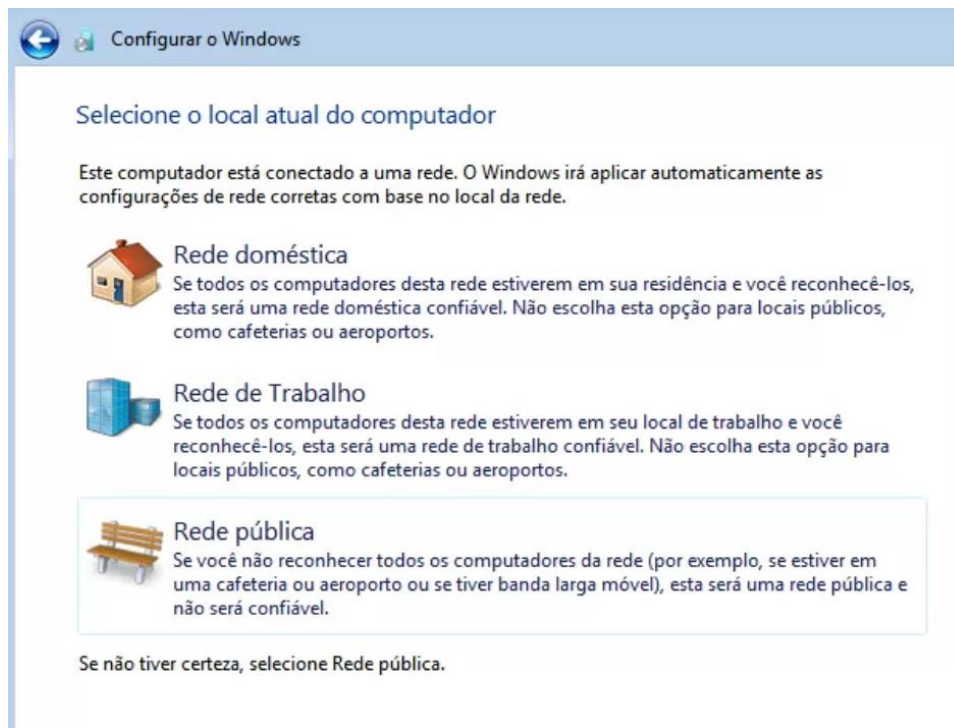 Configurar o Windows
Selecione o local atual do computador
Este computador está conectado a uma rede. O Windows irá aplicar automaticamente as
configurações de rede corretas com base no local da rede.
Rede doméstica
Se todos os computadores desta rede estiverem em sua residência e você reconhecê-los,
esta será uma rede doméstica confiável. Não escolha esta opção para locais públicos,
como cafeterias ou aeroportos.
Rede de Trabalho
Se todos os computadores desta rede estiverem em seu local de trabalho e você
reconhecê-los, esta será uma rede de trabalho confiável. Não escolha esta opção para
locais públicos, como cafeterias ou aeroportos.
Rede pública
Se você não reconhecer todos os computadores da rede (por exemplo, se estiver em
uma cafeteria ou aeroporto ou se tiver banda larga móvel), esta será uma rede pública e
não será confiável.
Se não tiver certeza, selecione Rede pública.